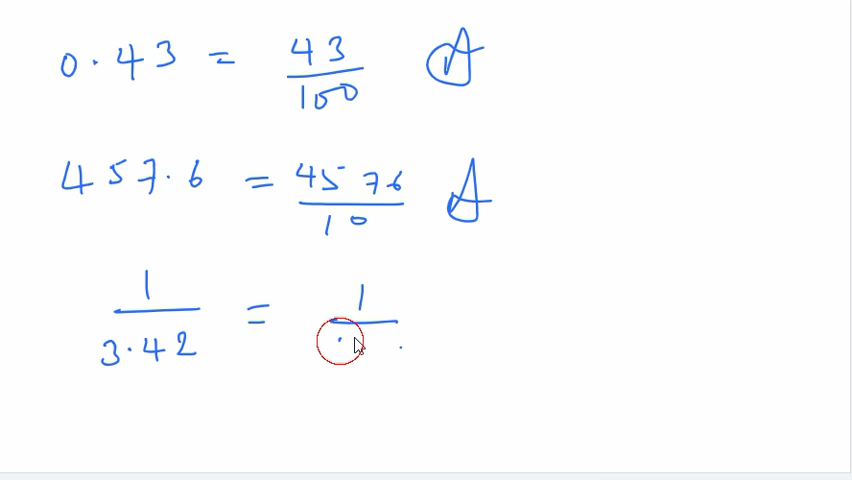 0.43 = 43/100 A
457.6 = 4576/10 A
1/3.42 = 1/